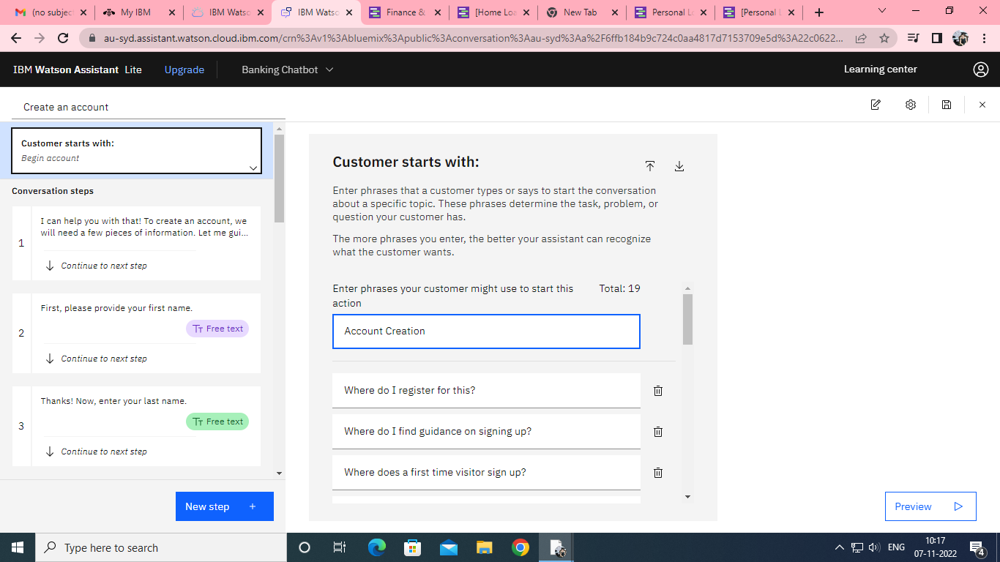 (no subjec
My IBM
IBM Watso
IBM Watso
Finance &
[Home Loa
New Tab
Personal Lo
[Personal L
au-syd.assistant.watson.cloud.ibm.com/crn%3Av1%3Abluemix%3Apublic%3Aconversation%3Aau-syd%3Aa%2F6ffb184b9c724c0aa4817d7153709e5d%3A22c0622...
IBM Watson Assistant Lite
Upgrade
Banking Chatbot
Learning center
Create an account
Customer starts with:
Begin account
Conversation steps
1
I can help you with that! To create an account, we
will need a few pieces of information. Let me gui...
Continue to next step
2
First, please provide your first name.
Free text
Continue to next step
3
Thanks! Now, enter your last name.
Free text
Continue to next step
New step +
Customer starts with:
Enter phrases that a customer types or says to start the conversation
about a specific topic. These phrases determine the task, problem, or
question your customer has.
The more phrases you enter, the better your assistant can recognize
what the customer wants.
Enter phrases your customer might use to start this
action
Total: 19
Account Creation
Where do I register for this?
Where do I find guidance on signing up?
Where does a first time visitor sign up?
Preview
Type here to search
ENG
10:17
07-11-2022
4